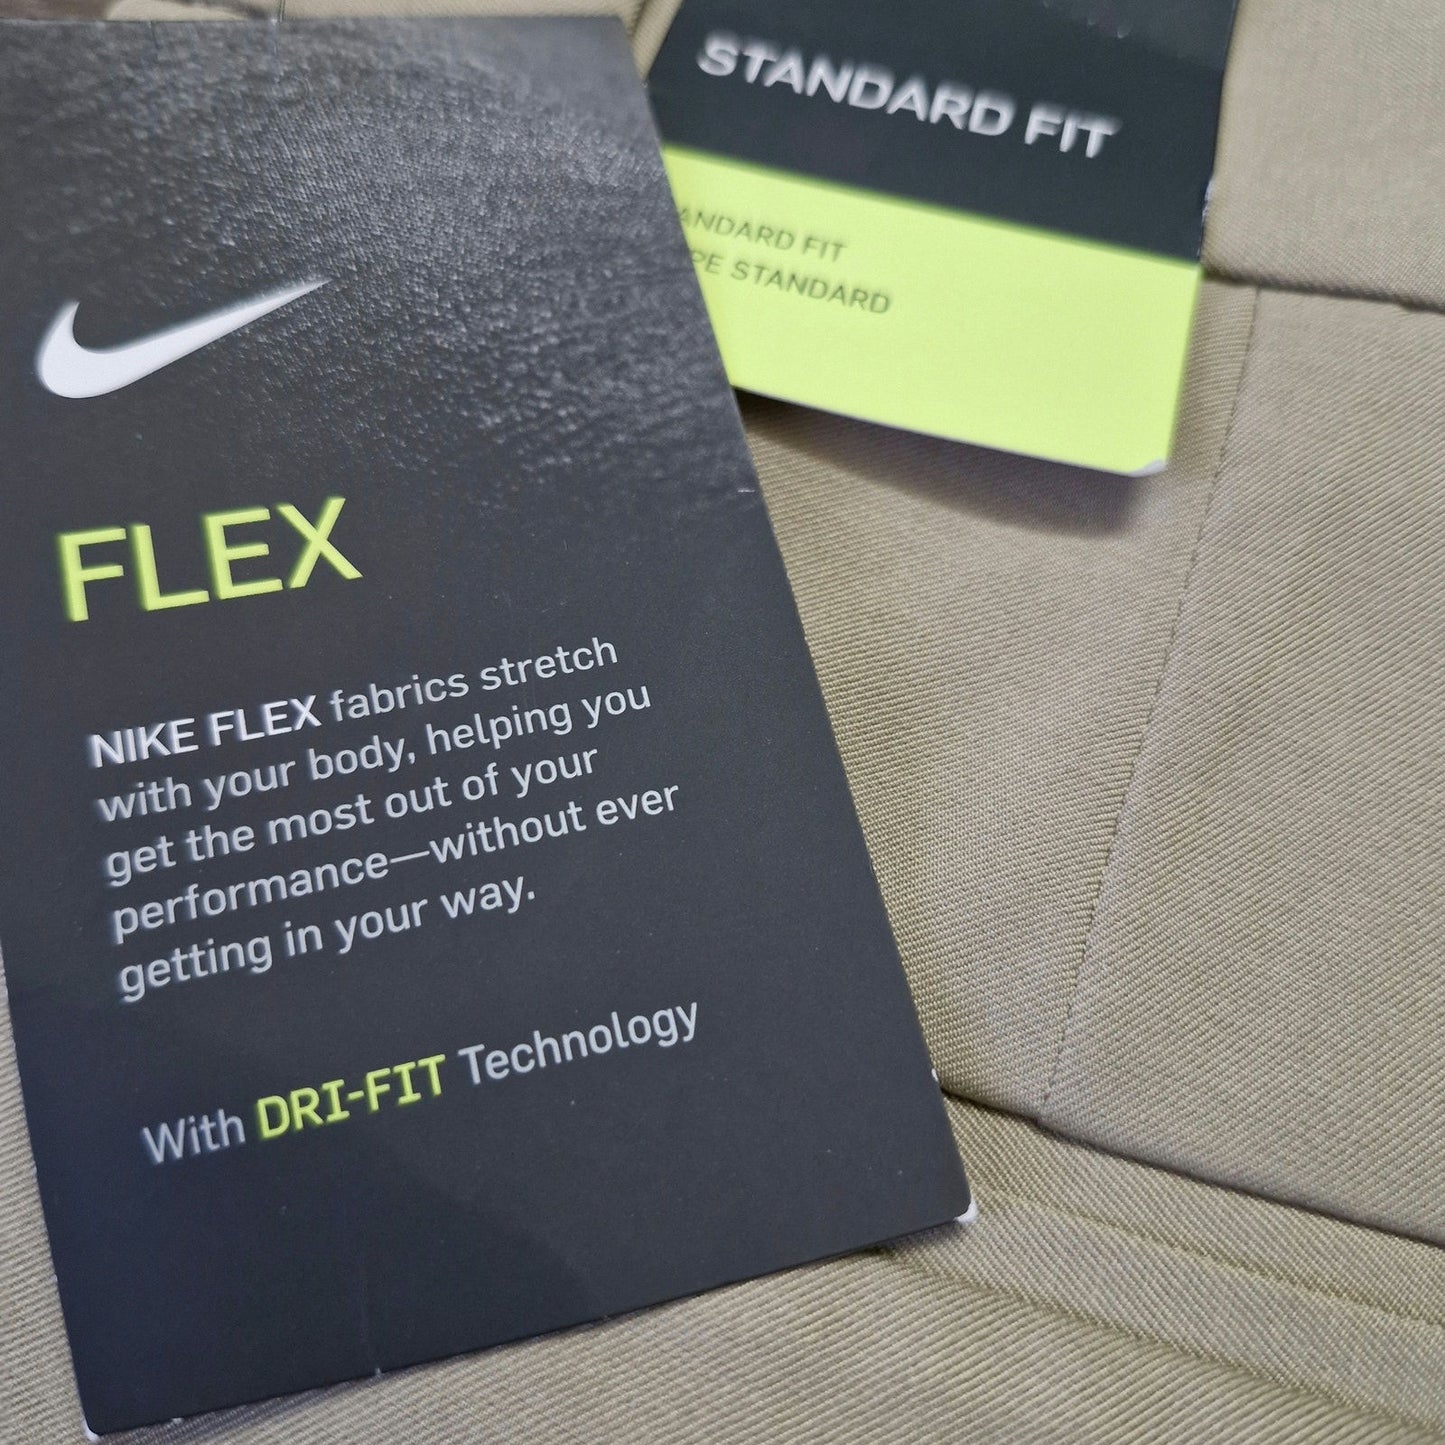 STANDARD FIT
ANDARD FIT
PE STANDARD
FLEX
NIKE FLEX fabrics stretch
with your body, helping you
get the most out of your
performance—without ever
getting in your way.
With DRI-FIT Technology